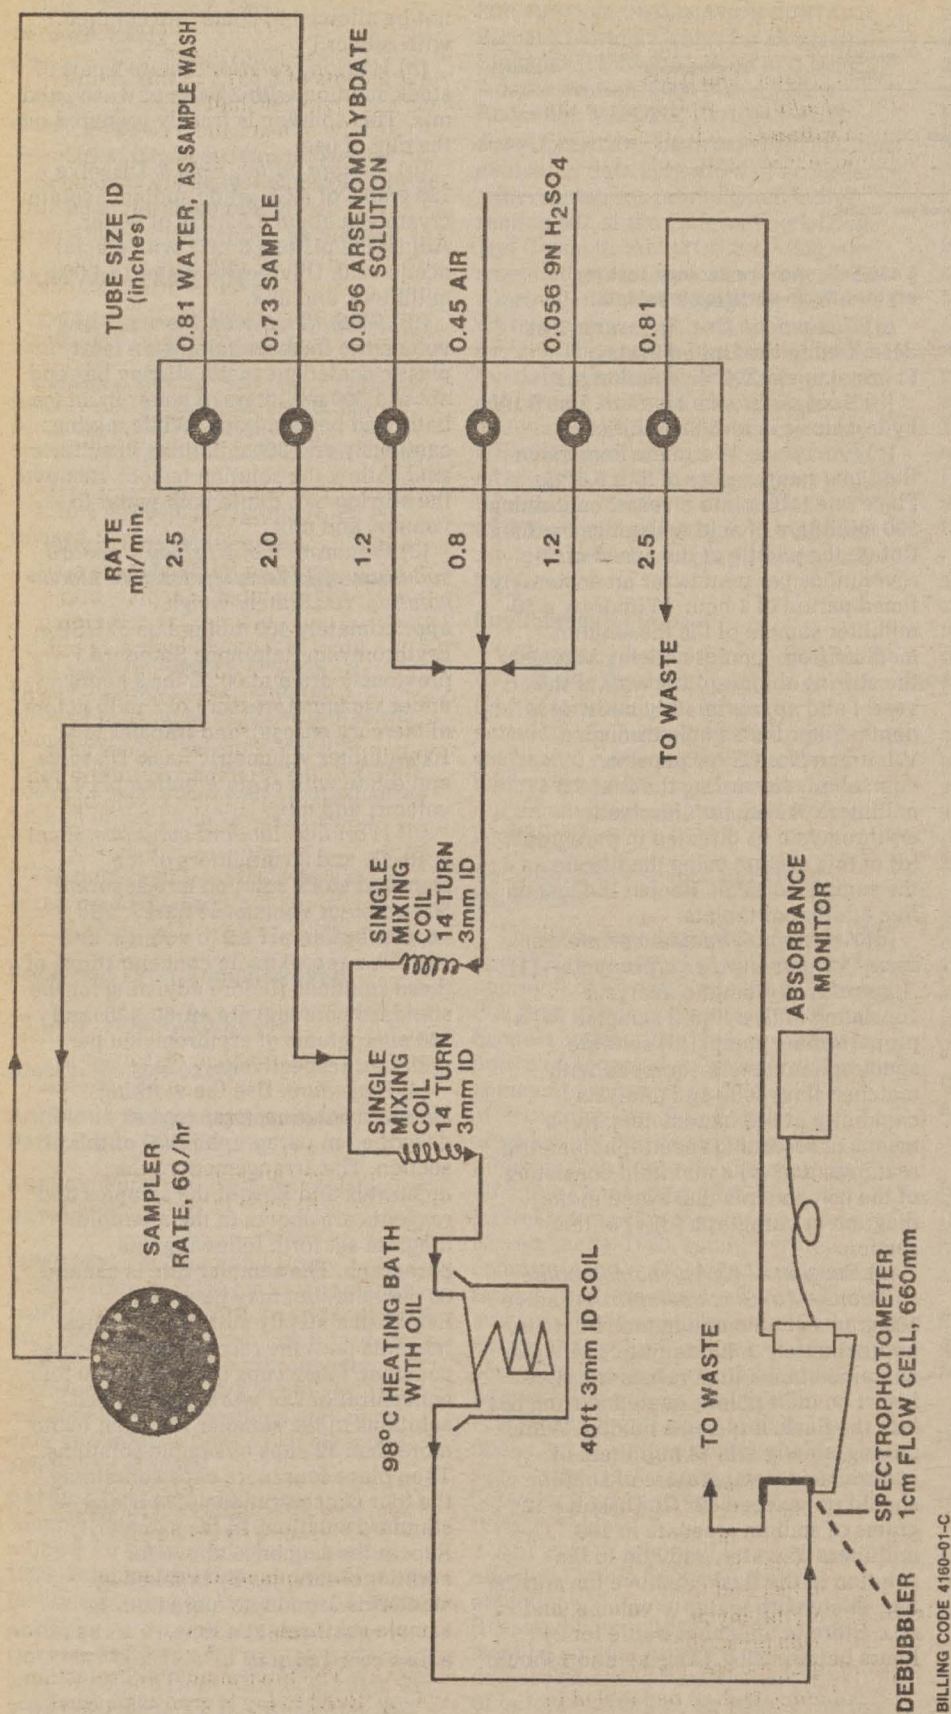 TUBE SIZE ID
(inches)
RATE
ml/min.
2.5
0.81 WATER, AS SAMPLE WASH
2.0
0.73 SAMPLE
1.2
0.056 ARSENOMOLYBDATE
SOLUTION
0.8
0.45 AIR
1.2
0.056 9N H2SO4
2.5
0.81
TO WASTE
SAMPLER
RATE, 60/hr
SINGLE
MIXING
COIL
14 TURN
3mm ID
SINGLE
MIXING
COIL
14 TURN
3mm ID
98°C HEATING BATH
WITH OIL
40ft 3mm ID COIL
TO WASTE
ABSORBANCE
MONITOR
SPECTROPHOTOMETER
1cm FLOW CELL, 660mm
DEBUBBLER
BILLING CODE 4160-01-C